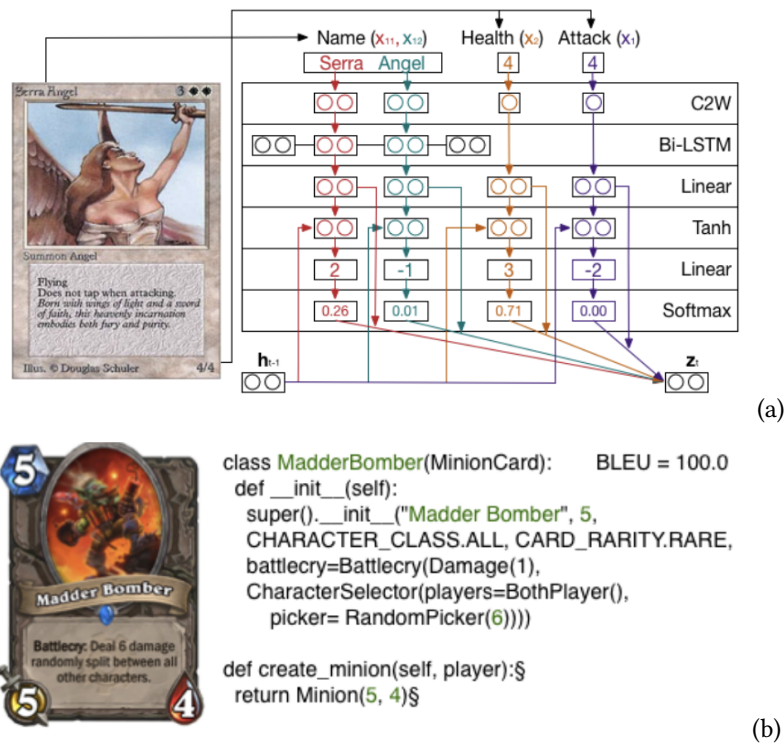 Name (x₁₁, x₁₂) Health (x₂) Attack (x₁)
Serra Angel 4 4
C2W
Bi-LSTM
Linear
Tanh
2 -1 3 -2 Linear
0.26 0.01 0.71 0.00 Softmax
hₜ₋₁ zₜ
Serra Angel 3
Summon Angel
Flying
Does not tap when attacking.
Born with wings of light and a sword
of faith, this heavenly incarnation
embodies both fury and purity.
Illus. © Douglas Schuler 4/4
(a)
5
Madder Bomber
Battlecry: Deal 6 damage
randomly split between all
other characters.
5 4
class MadderBomber(MinionCard): BLEU = 100.0
def __init__(self):
super().__init__("Madder Bomber", 5,
CHARACTER_CLASS.ALL, CARD_RARITY.RARE,
battlecry=Battlecry(Damage(1),
CharacterSelector(players=BothPlayer(),
picker= RandomPicker(6))))
def create_minion(self, player):§
return Minion(5, 4)§
(b)